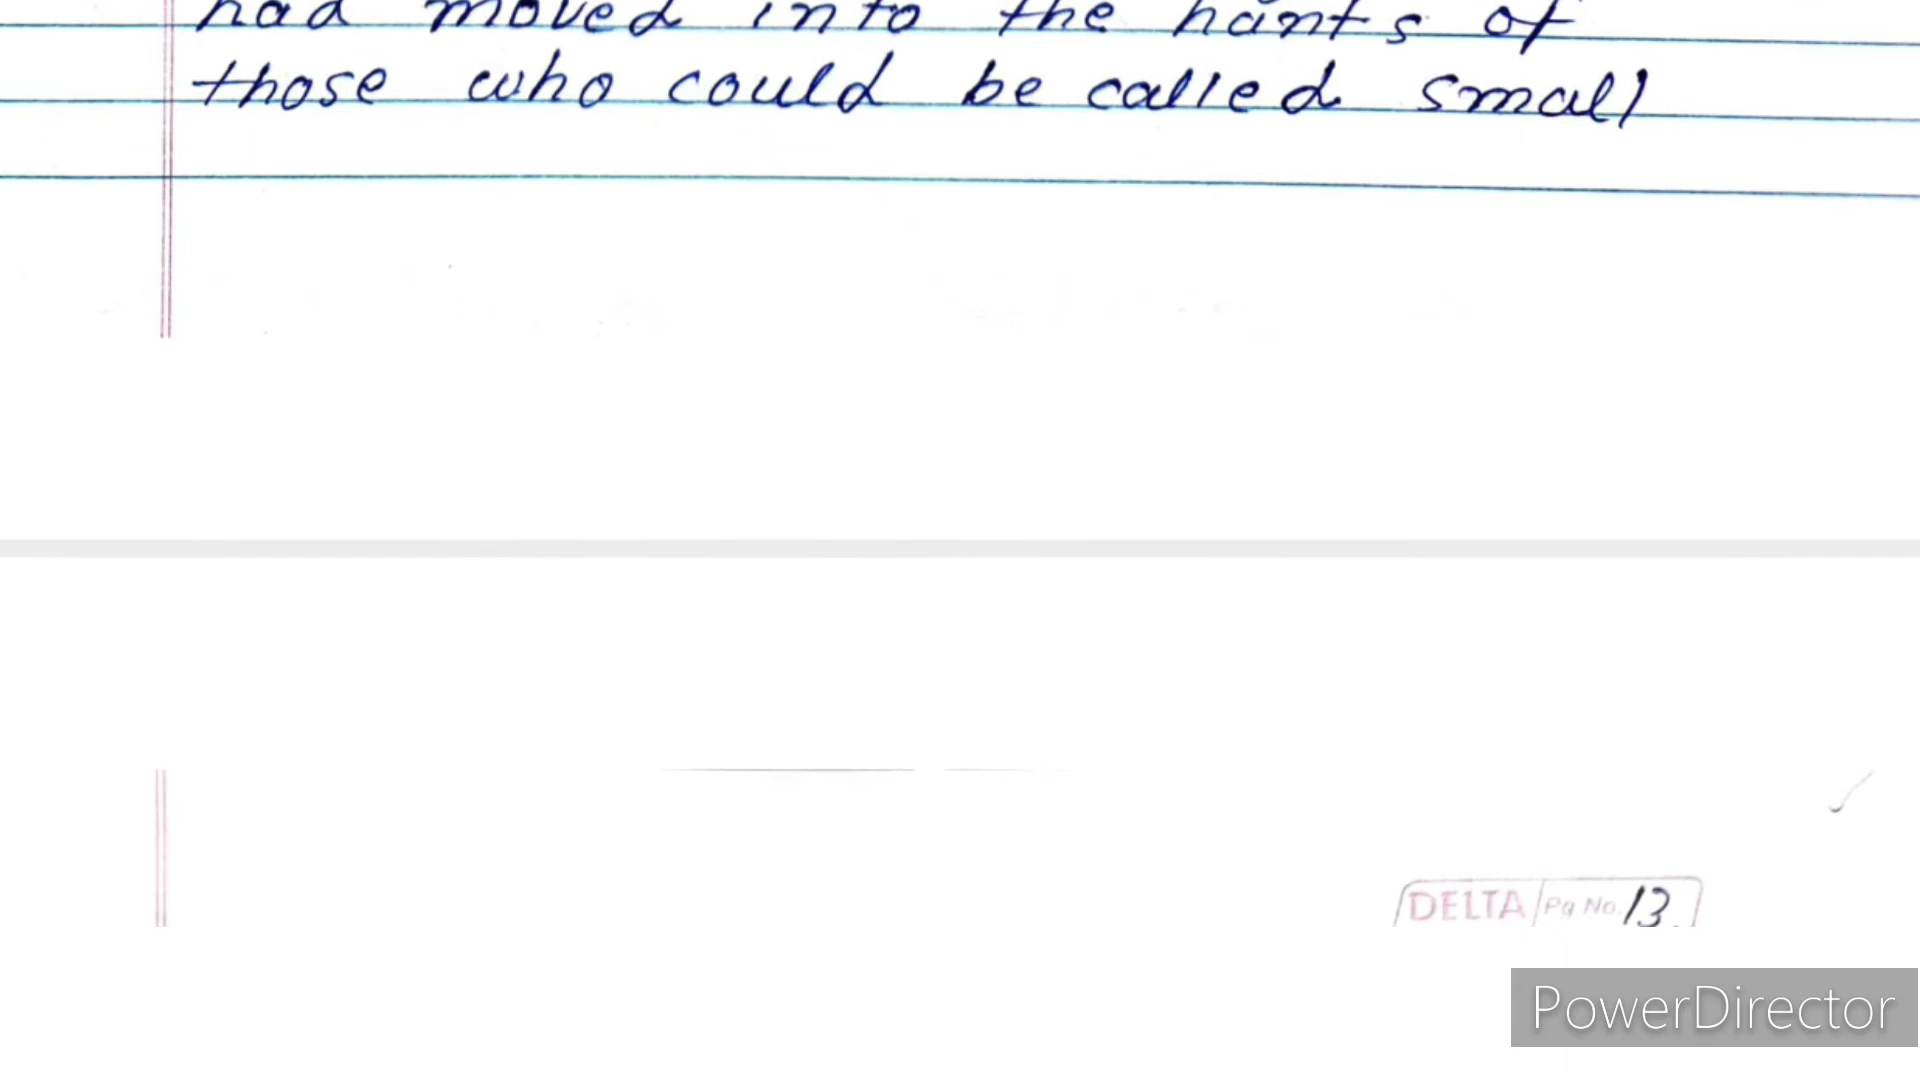 had moved into the hants of
those who could be called small
DELTA Pg No. 13.
PowerDirector